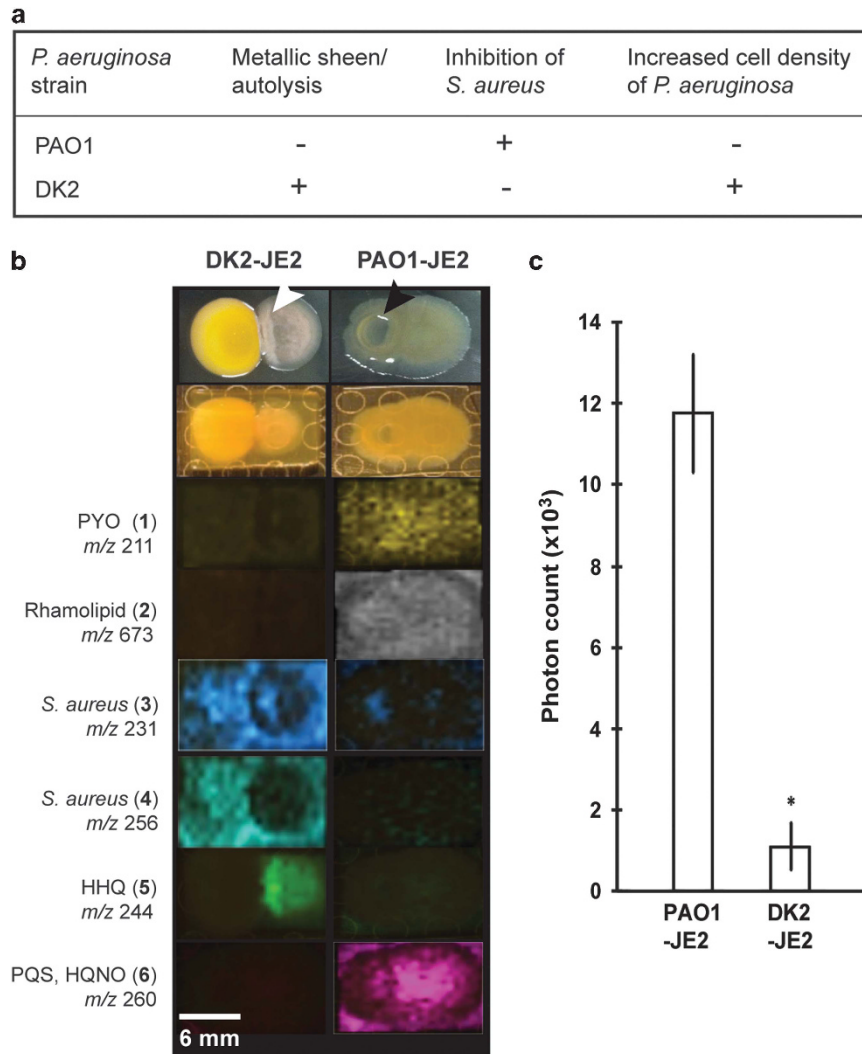 a
P. aeruginosa strain Metallic sheen/ autolysis Inhibition of S. aureus Increased cell density of P. aeruginosa
PAO1 - + -
DK2 + - +
b
DK2-JE2 PAO1-JE2
PYO (1)
m/z 211
Rhamolipid (2)
m/z 673
S. aureus (3)
m/z 231
S. aureus (4)
m/z 256
HHQ (5)
m/z 244
PQS, HQNO (6)
m/z 260
6 mm
c
Photon count (x10³)
14
12
10
8
6
4
2
0
*
PAO1
-JE2
DK2
-JE2